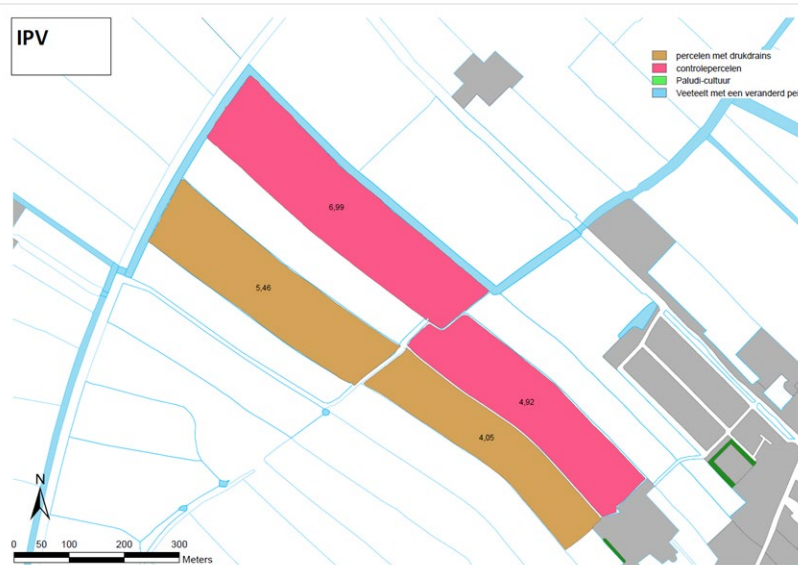 IPV
percelen met drukdrains
controlepercelen
Paludi-cultuur
Veeteelt met een veranderd pei
6,99
5,46
4,92
4,05
N
0 50 100 200 300
Meters